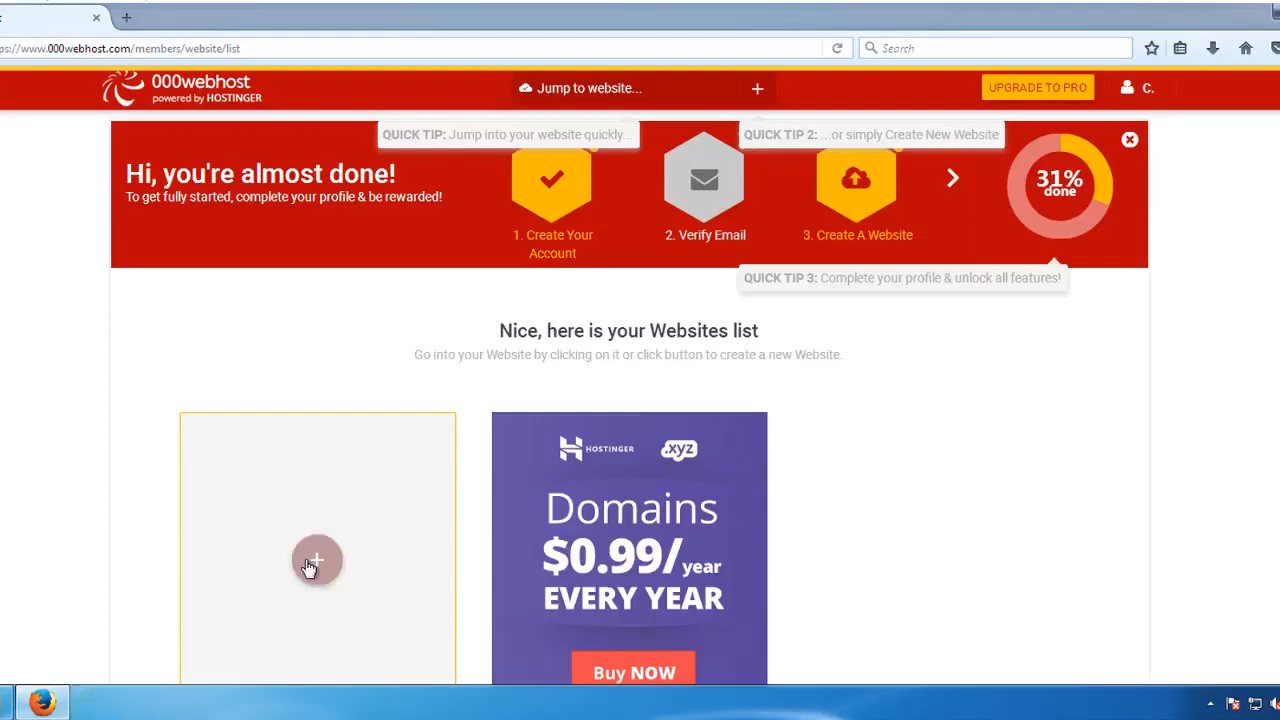 ps://www.000webhost.com/members/website/list
Search
000webhost
powered by HOSTINGER
Jump to website...
UPGRADE TO PRO
C.
QUICK TIP: Jump into your website quickly...
QUICK TIP 2: ...or simply Create New Website
Hi, you're almost done!
To get fully started, complete your profile & be rewarded!
1. Create Your
Account
2. Verify Email
3. Create A Website
31%
done
QUICK TIP 3: Complete your profile & unlock all features!
Nice, here is your Websites list
Go into your Website by clicking on it or click button to create a new Website.
HOSTINGER
.xyz
Domains
$0.99/year
EVERY YEAR
Buy NOW